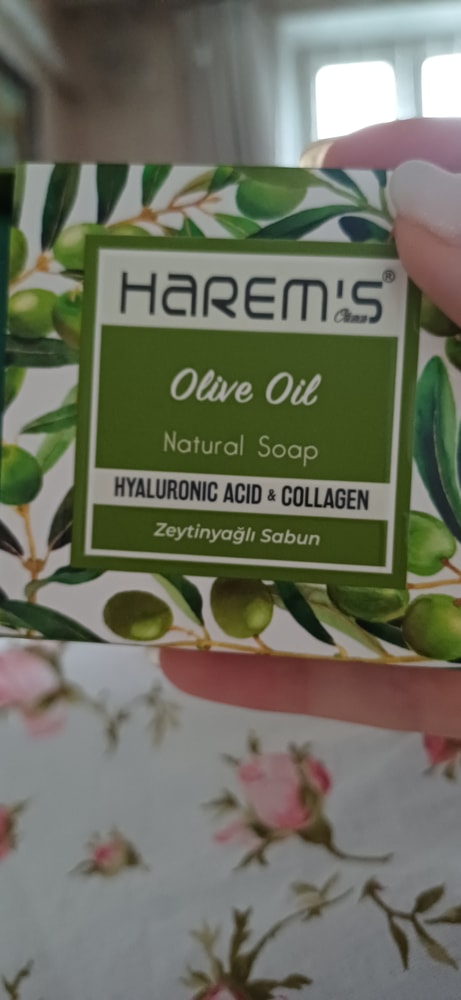 HAREM'S®
Olive Oil
Natural Soap
HYALURONIC ACID & COLLAGEN
Zeytinyağlı Sabun